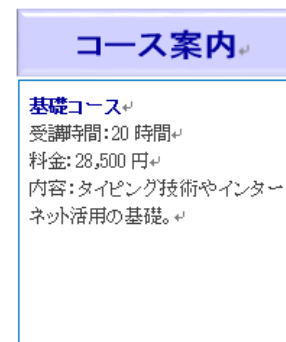 コース案内
基礎コース
受講時間:20 時間
料金:28,500 円
内容:タイピング技術やインター
ネット活用の基礎。